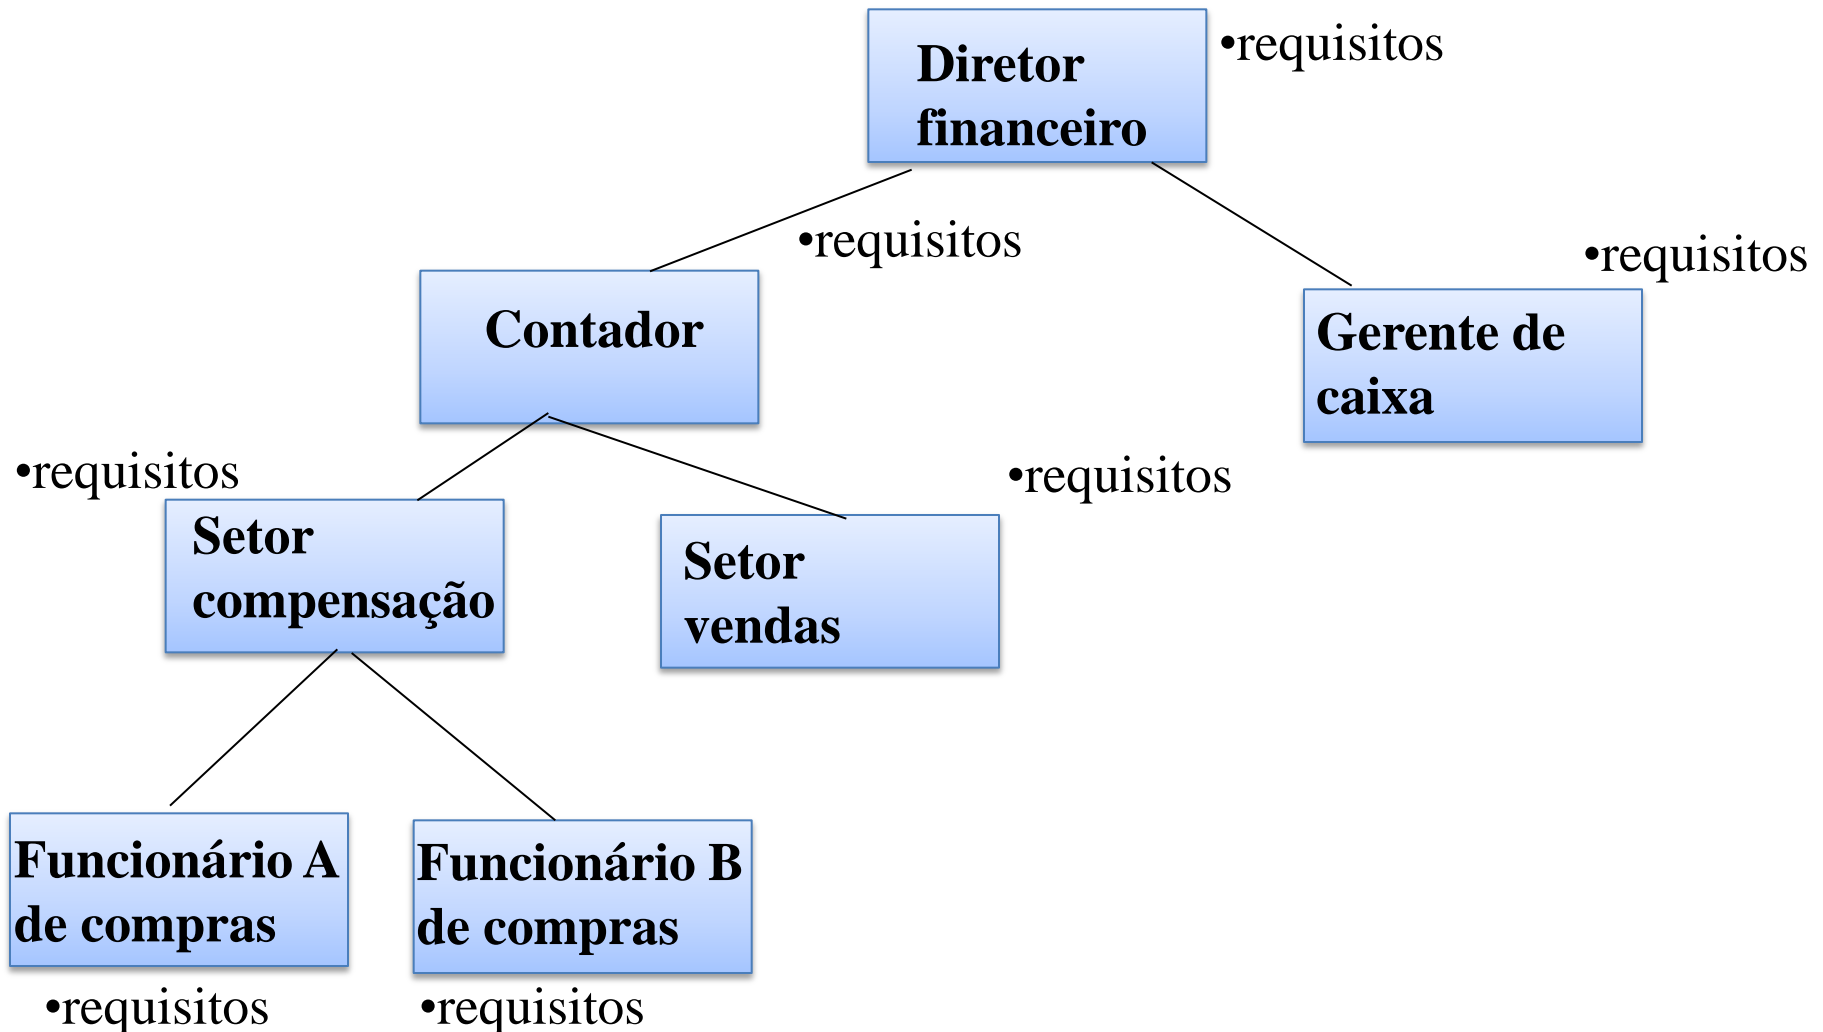 Diretor
financeiro
•requisitos
•requisitos
•requisitos
Contador
Gerente de
caixa
•requisitos
•requisitos
Setor
compensação
Setor
vendas
Funcionário A
de compras
Funcionário B
de compras
•requisitos
•requisitos